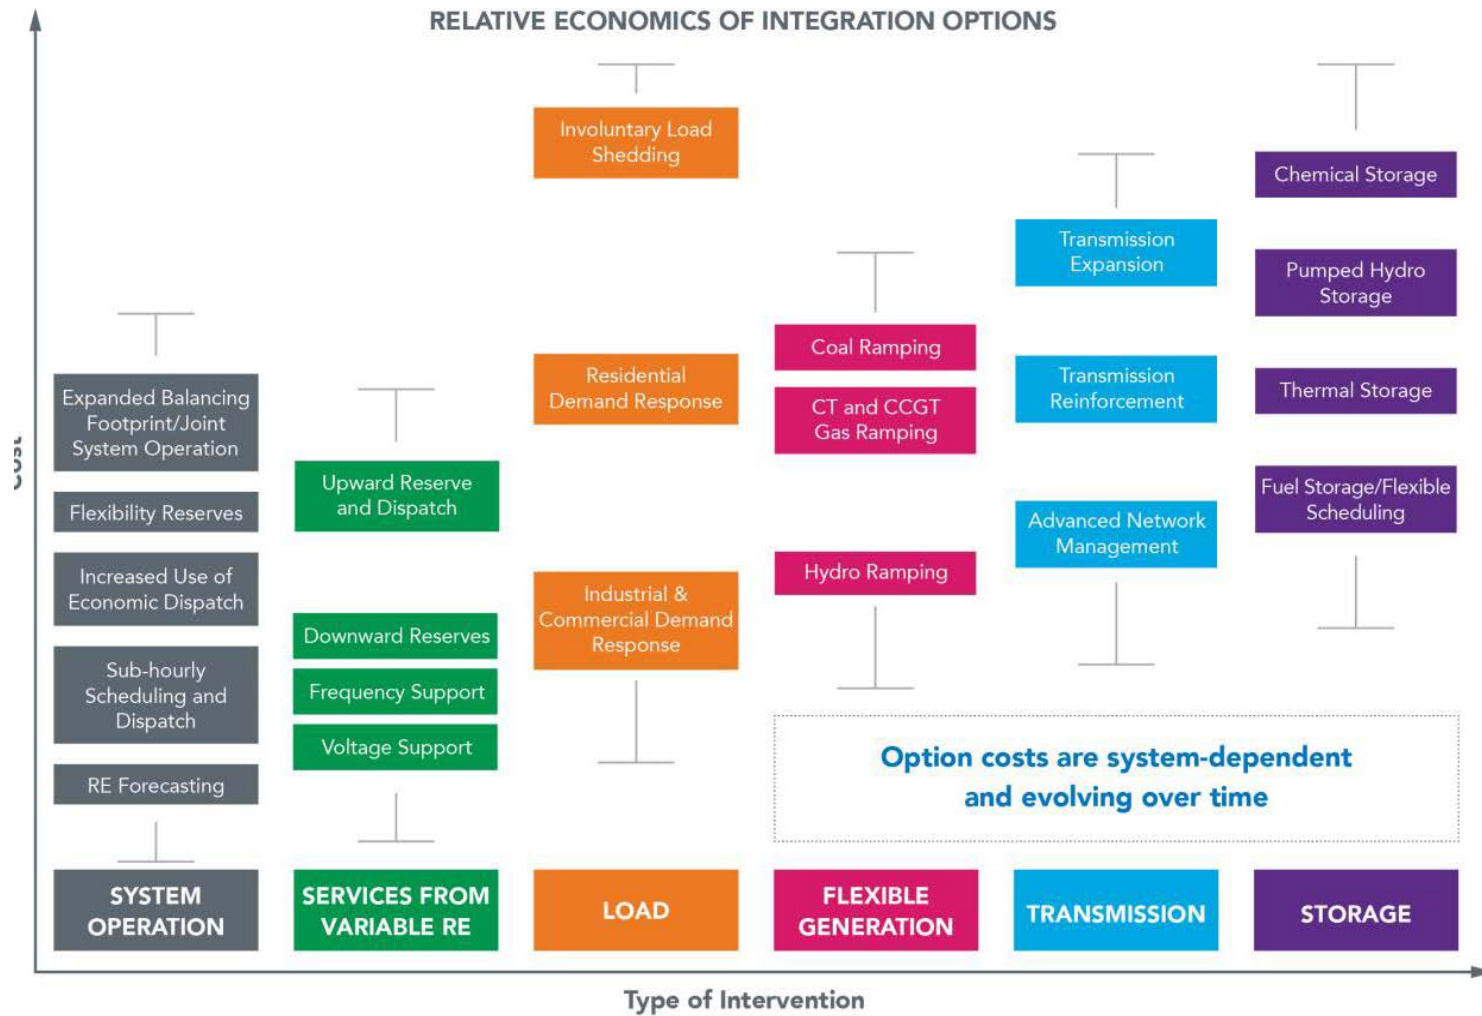 RELATIVE ECONOMICS OF INTEGRATION OPTIONS
Cost
Expanded Balancing
Footprint/Joint
System Operation
Flexibility Reserves
Increased Use of
Economic Dispatch
Sub-hourly
Scheduling and
Dispatch
RE Forecasting
SYSTEM
OPERATION
Upward Reserve
and Dispatch
Downward Reserves
Frequency Support
Voltage Support
SERVICES FROM
VARIABLE RE
Involuntary Load
Shedding
Residential
Demand Response
Industrial &
Commercial Demand
Response
LOAD
Coal Ramping
CT and CCGT
Gas Ramping
Hydro Ramping
FLEXIBLE
GENERATION
Transmission
Expansion
Transmission
Reinforcement
Advanced Network
Management
TRANSMISSION
Chemical Storage
Pumped Hydro
Storage
Thermal Storage
Fuel Storage/Flexible
Scheduling
STORAGE
Option costs are system-dependent
and evolving over time
Type of Intervention